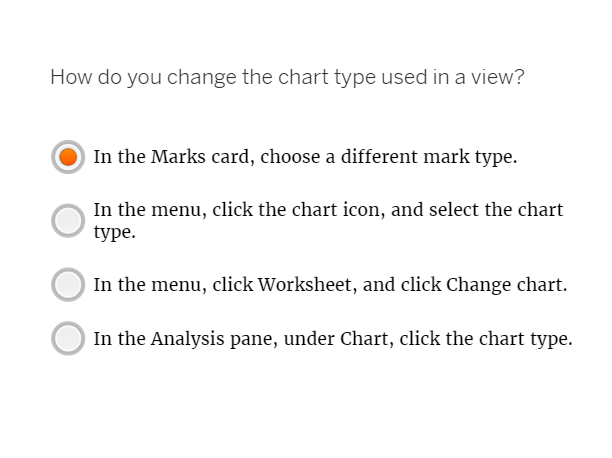 How do you change the chart type used in a view?
In the Marks card, choose a different mark type.
In the menu, click the chart icon, and select the chart
type.
In the menu, click Worksheet, and click Change chart.
In the Analysis pane, under Chart, click the chart type.